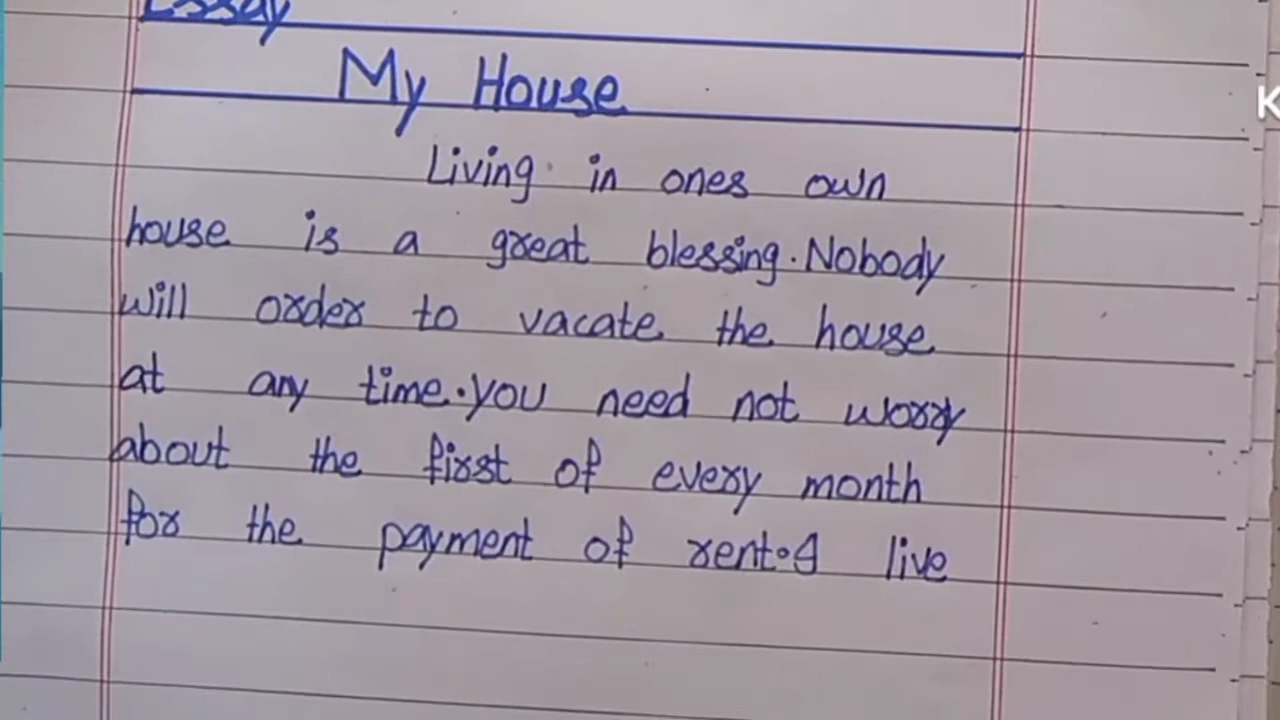 Essay
My House
Living in ones own
house is a great blessing. Nobody
will order to vacate the house
at any time. you need not worry
about the first of every month
for the payment of rent. I live
K